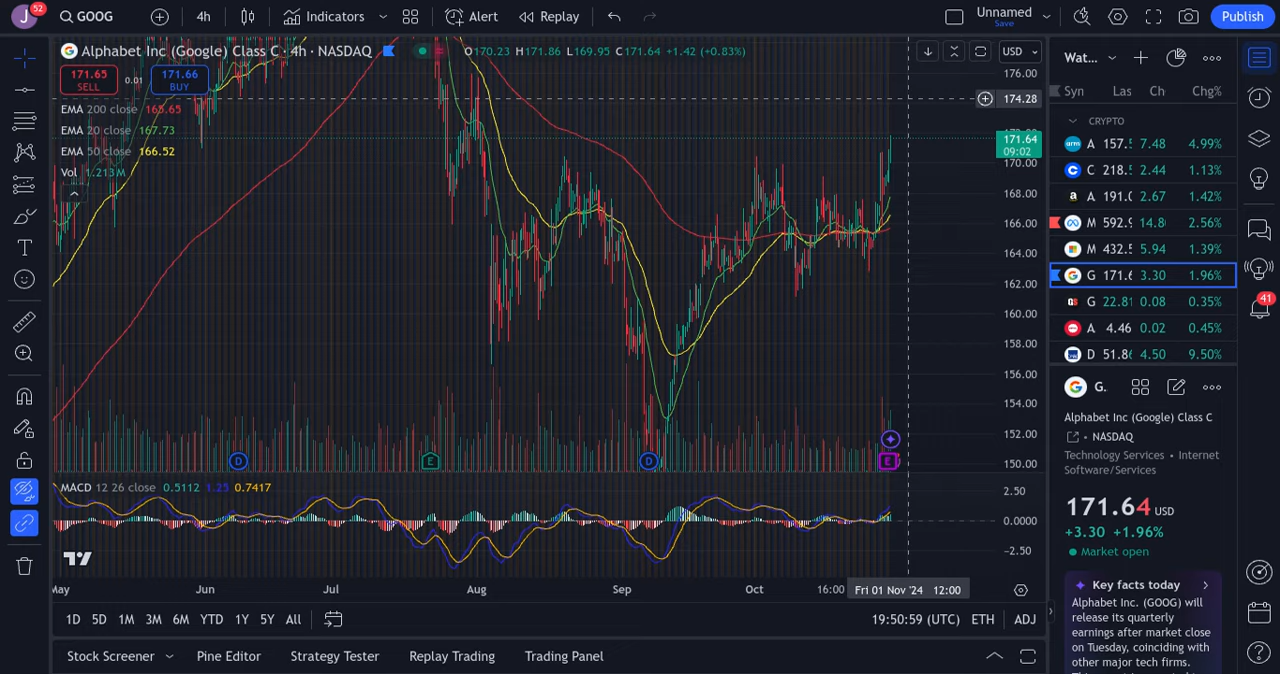 J 52 GOOG 4h Indicators Alert Replay Unnamed Save Publish
Alphabet Inc (Google) Class C · 4h · NASDAQ O170.23 H171.86 L169.95 C171.64 +1.42 (+0.83%) USD
171.65 SELL 0.01 171.66 BUY
EMA 200 close 165.65
EMA 20 close 167.73
EMA 50 close 166.52
Vol 1.213M
176.00
174.28
171.64
09:02
170.00
168.00
166.00
164.00
162.00
160.00
158.00
156.00
154.00
152.00
150.00
D E D E
MACD 12 26 close 0.5112 1.25 0.7417
2.50
0.0000
−2.50
May Jun Jul Aug Sep Oct 16:00 Fri 01 Nov '24 12:00
1D 5D 1M 3M 6M YTD 1Y 5Y All 19:50:59 (UTC) ETH ADJ
Stock Screener Pine Editor Strategy Tester Replay Trading Trading Panel
Wat...
Syn Las Ch Chg%
CRYPTO
A 157.5 7.48 4.99%
C 218.5 2.44 1.13%
A 191.0 2.67 1.42%
M 592.9 14.8 2.56%
M 432.5 5.94 1.39%
G 171.6 3.30 1.96%
G 22.81 0.08 0.35%
A 4.46 0.02 0.45%
D 51.86 4.50 9.50%
G.
Alphabet Inc (Google) Class C
NASDAQ
Technology Services • Internet
Software/Services
171.64 USD
+3.30 +1.96%
Market open
Key facts today
Alphabet Inc. (GOOG) will
release its quarterly
earnings after market close
on Tuesday, coinciding with
other major tech firms.
41